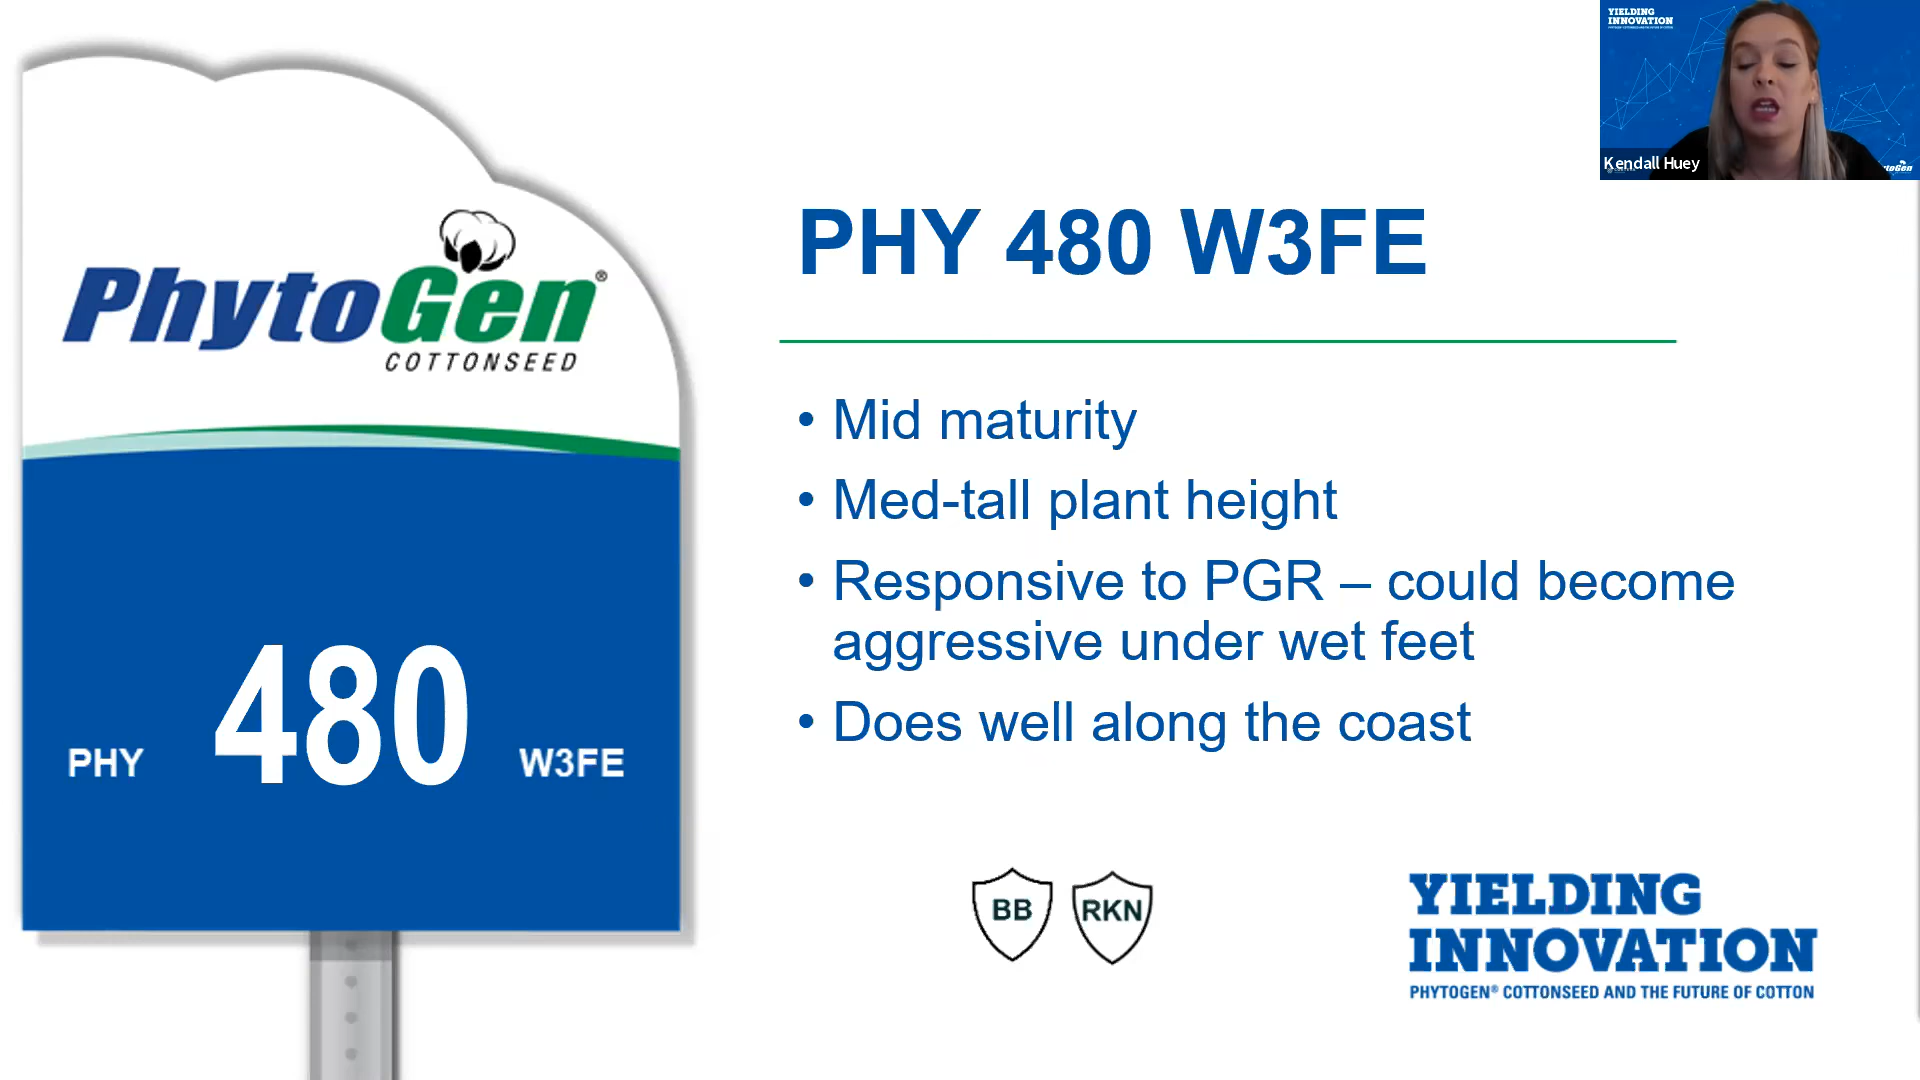 YIELDING
INNOVATION
Kendall Huey
PhytoGen®
COTTONSEED
PHY 480 W3FE
PHY 480 W3FE
• Mid maturity
• Med-tall plant height
• Responsive to PGR – could become
aggressive under wet feet
• Does well along the coast
BB
RKN
YIELDING
INNOVATION
PHYTOGEN® COTTONSEED AND THE FUTURE OF COTTON